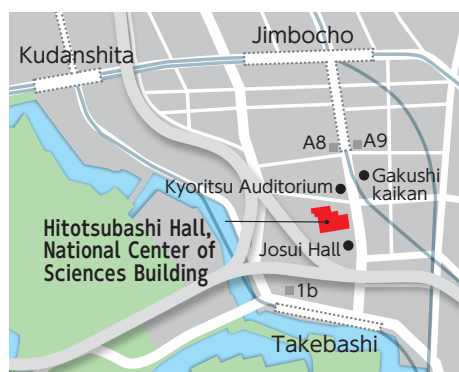 Jimbocho
Kudanshita
A8
A9
Gakushi
kaikan
Kyoritsu Auditorium
Hitotsubashi Hall,
National Center of
Sciences Building
Josui Hall
1b
Takebashi